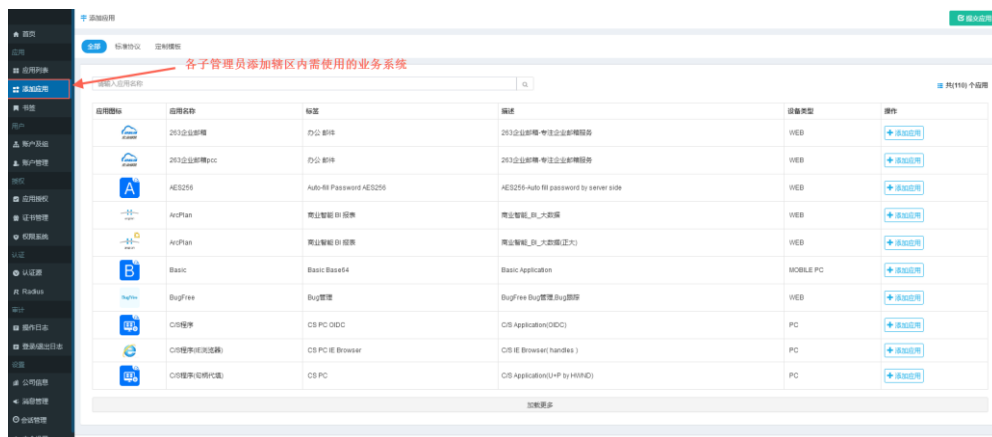 添加应用
提交应用
首页
应用
应用列表
添加应用
书签
用户
账户及组
账户管理
授权
应用授权
证书管理
权限系统
认证
认证源
Radius
审计
操作日志
登录/退出日志
设置
公司信息
消息管理
会话管理
全部 标准协议 定制模板
各子管理员添加辖区内需使用的业务系统
请输入应用名称
共(110) 个应用
应用图标 应用名称 标签 描述 设备类型 操作
263企业邮箱 办公 邮件 263企业邮箱-专注企业邮箱服务 WEB 添加应用
263企业邮箱pcc 办公 邮件 263企业邮箱-专注企业邮箱服务 WEB 添加应用
A AES256 Auto-fill Password AES256 AES256-Auto fill password by server side WEB 添加应用
ArcPlan 商业智能 BI 报表 商业智能_BI_大数据 WEB 添加应用
ArcPlan 商业智能 BI 报表 商业智能_BI_大数据(正大) WEB 添加应用
B Basic Basic Base64 Basic Application MOBILE PC 添加应用
BugFree BugFree Bug管理 BugFree Bug管理,Bug跟踪 WEB 添加应用
C/S程序 CS PC OIDC C/S Application(OIDC) PC 添加应用
C/S程序(IE浏览器) CS PC IE Browser C/S IE Browser( handles ) PC 添加应用
C/S程序(句柄代填) CS PC C/S Application(U+P by HWND) PC 添加应用
加载更多